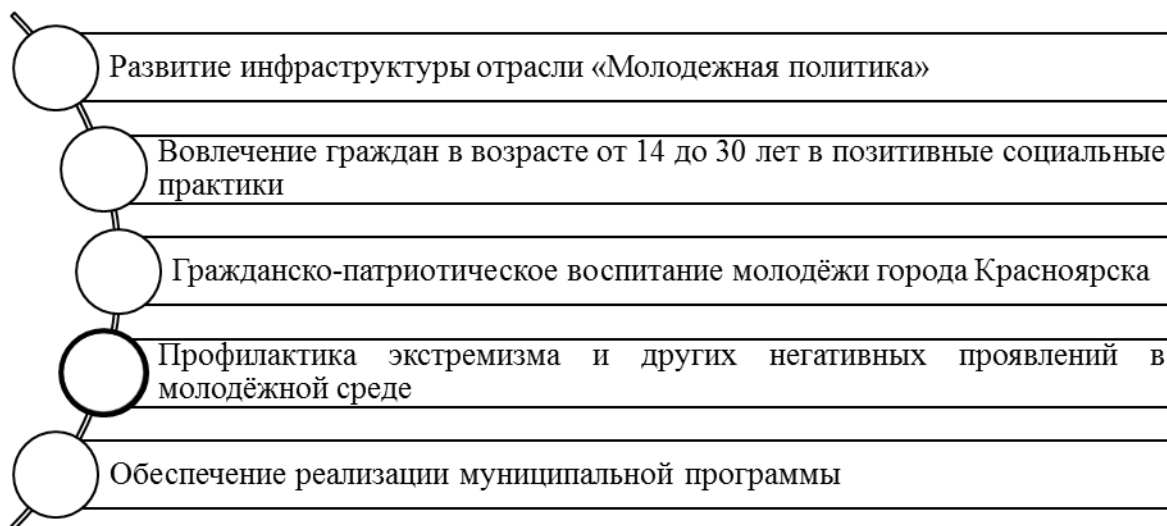 Развитие инфраструктуры отрасли «Молодежная политика»
Вовлечение граждан в возрасте от 14 до 30 лет в позитивные социальные
практики
Гражданско-патриотическое воспитание молодёжи города Красноярска
Профилактика экстремизма и других негативных проявлений в
молодёжной среде
Обеспечение реализации муниципальной программы